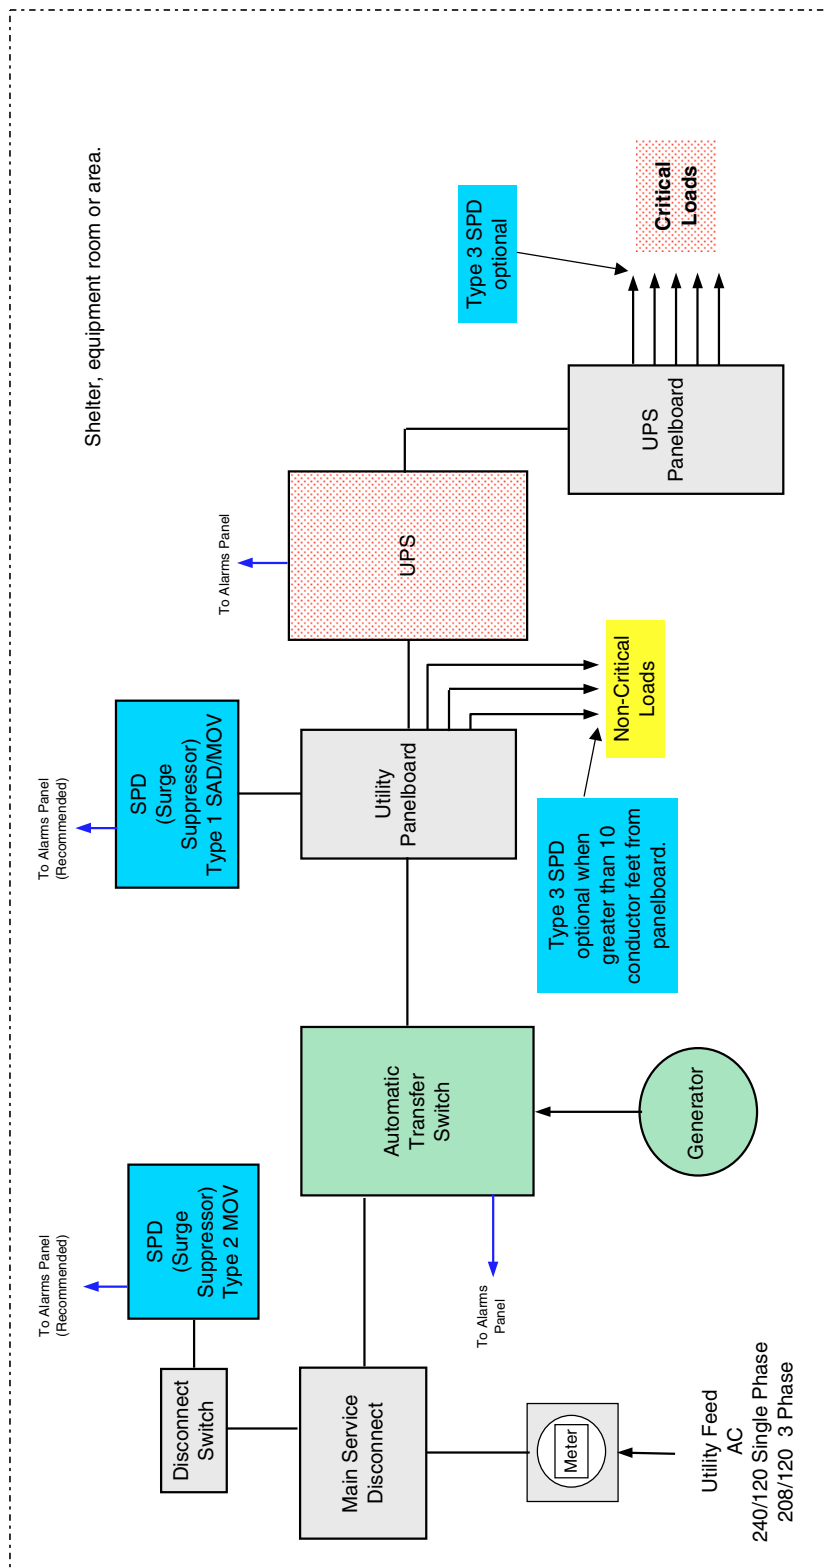 Shelter, equipment room or area.
To Alarms Panel
(Recommended)
SPD
(Surge
Suppressor)
Type 2 MOV
Disconnect
Switch
Main Service
Disconnect
Meter
Utility Feed
AC
240/120 Single Phase
208/120 3 Phase
To Alarms
Panel
Automatic
Transfer
Switch
Generator
To Alarms Panel
(Recommended)
SPD
(Surge
Suppressor)
Type 1 SAD/MOV
Utility
Panelboard
Type 3 SPD
optional when
greater than 10
conductor feet from
panelboard.
Non-Critical
Loads
To Alarms Panel
UPS
UPS
Panelboard
Type 3 SPD
optional
Critical
Loads